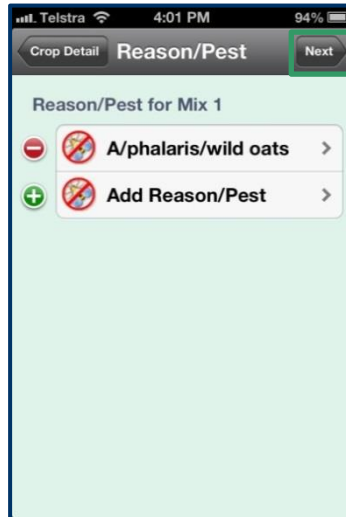 Telstra 4:01 PM 94%
Crop Detail Reason/Pest Next
Reason/Pest for Mix 1
A/phalaris/wild oats
Add Reason/Pest